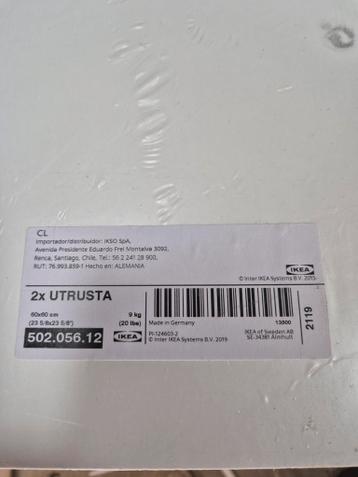 CL
Importador/distribuidor: IKSO SpA,
Avenida Presidente Eduardo Frei Montalva 3092,
Renca, Santiago, Chile, Tel.: 56 2 241 28 900,
RUT: 76.993.859-1 Hecho en: ALEMANIA
IKEA
© Inter IKEA Systems B.V. 2015
2x UTRUSTA
60x60 cm
(23 5/8x23 5/8")
9 kg
(20 lbs)
502.056.12
IKEA
Made in Germany
13800
PI-124603-2
© Inter IKEA Systems B.V. 2019
IKEA of Sweden AB
SE-34381 Älmhult
2119